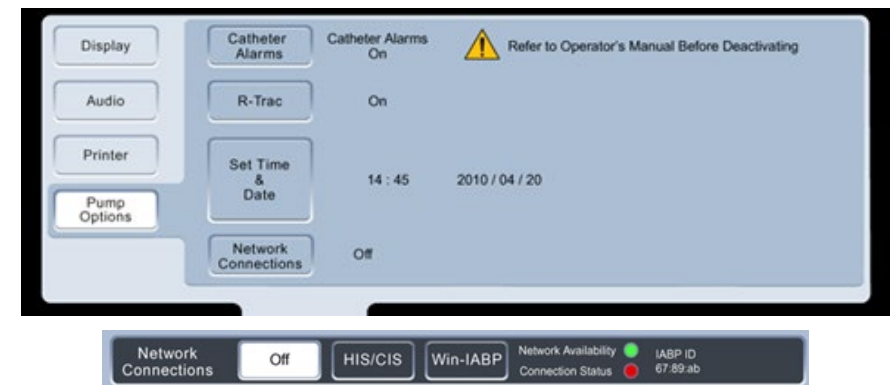 Display
Catheter
Alarms
Catheter Alarms
On
Refer to Operator's Manual Before Deactivating
Audio
R-Trac
On
Printer
Set Time
&
Date
14 : 45
2010 / 04 / 20
Pump
Options
Network
Connections
Off
Network
Connections
Off
HIS/CIS
Win-IABP
Network Availability
Connection Status
IABP ID
67:89:ab